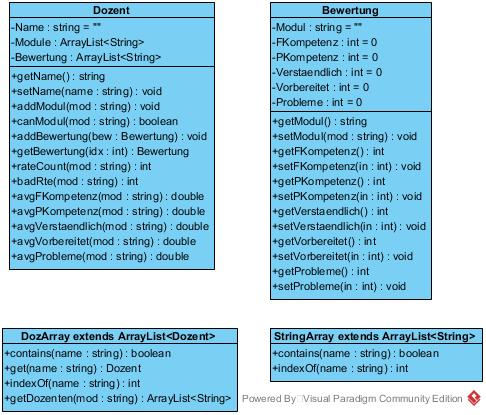 Dozent
-Name : string = ""
-Module : ArrayList<String>
-Bewertung : ArrayList<String>
+getName() : string
+setName(name : string) : void
+addModul(mod : string) : void
+canModul(mod : string) : boolean
+addBewertung(bew : Bewertung) : void
+getBewertung(idx : int) : Bewertung
+rateCount(mod : string) : int
+badRte(mod : string) : int
+avgFKompetenz(mod : string) : double
+avgPKompetenz(mod : string) : double
+avgVerstaendlich(mod : string) : double
+avgVorbereitet(mod : string) : double
+avgProbleme(mod : string) : double
Bewertung
-Modul : string = ""
-FKompetenz : int = 0
-PKompetenz : int = 0
-Verstaendlich : int = 0
-Vorbereitet : int = 0
-Probleme : int = 0
+getModul() : string
+setModul(mod : string) : void
+getFKompetenz() : int
+setFKompetenz(in : int) : void
+getPKompetenz() : int
+setPKompetenz(in : int) : void
+getVerstaendlich() : int
+setVerstaendlich(in : int) : void
+getVorbereitet() : int
+setVorbereitet(in : int) : void
+getProbleme() : int
+setProbleme(in : int) : void
DozArray extends ArrayList<Dozent>
+contains(name : string) : boolean
+get(name : string) : Dozent
+indexOf(name : string) : int
+getDozenten(mod : string) : ArrayList<String>
StringArray extends ArrayList<String>
+contains(name : string) : boolean
+indexOf(name : string) : int
Powered By Visual Paradigm Community Edition